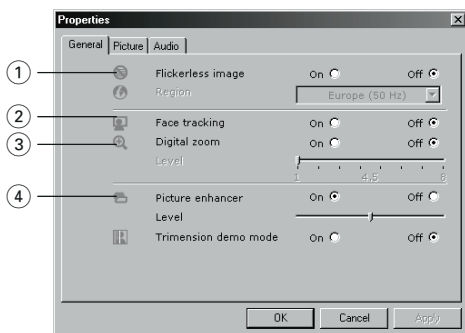 Properties
General Picture Audio
1 Flickerless image On Off
Region Europe (50 Hz)
2 Face tracking On Off
3 Digital zoom On Off
Level
1 4,5 8
4 Picture enhancer On Off
Level
Trimension demo mode On Off
OK Cancel Apply